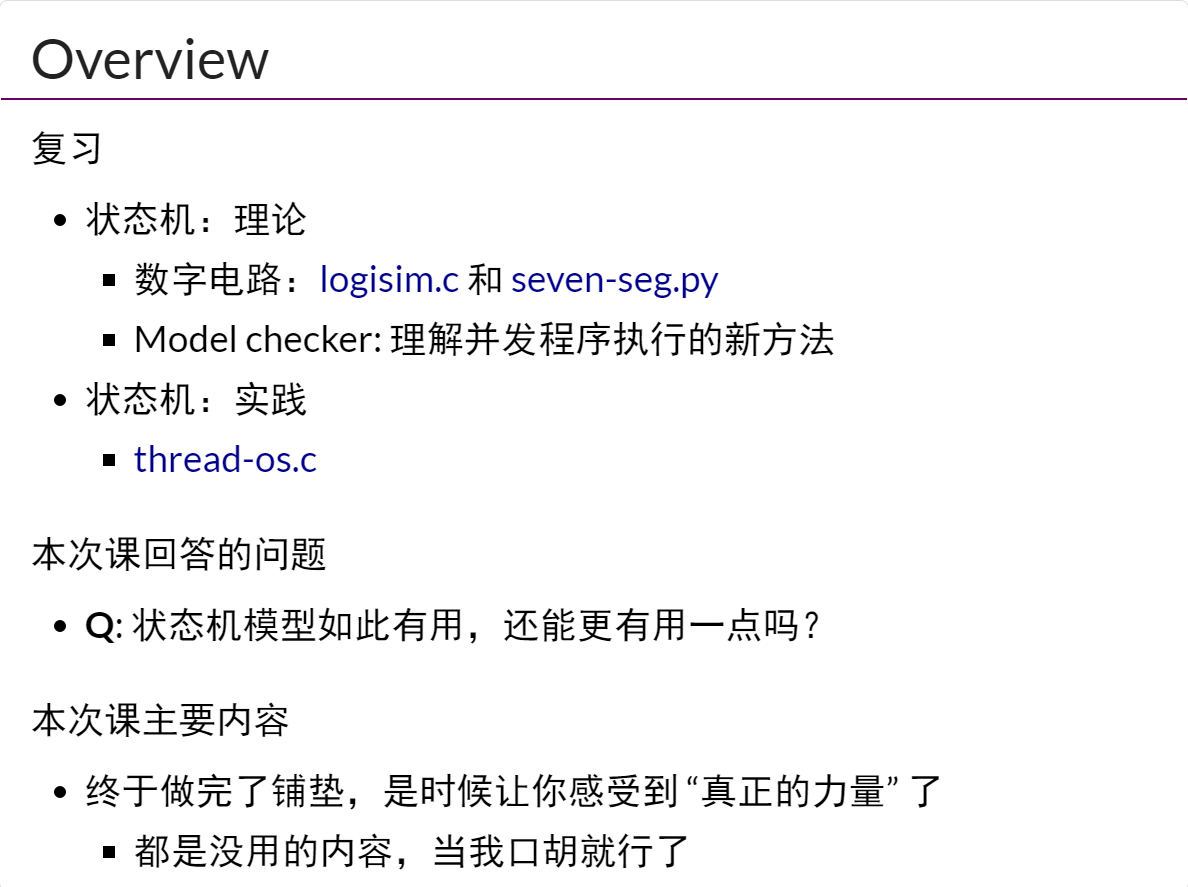 Overview
复习
状态机：理论
数字电路：logisim.c 和 seven-seg.py
Model checker: 理解并发程序执行的新方法
状态机：实践
thread-os.c
本次课回答的问题
Q: 状态机模型如此有用，还能更有用一点吗？
本次课主要内容
终于做完了铺垫，是时候让你感受到 “真正的力量” 了
都是没用的内容，当我口胡就行了